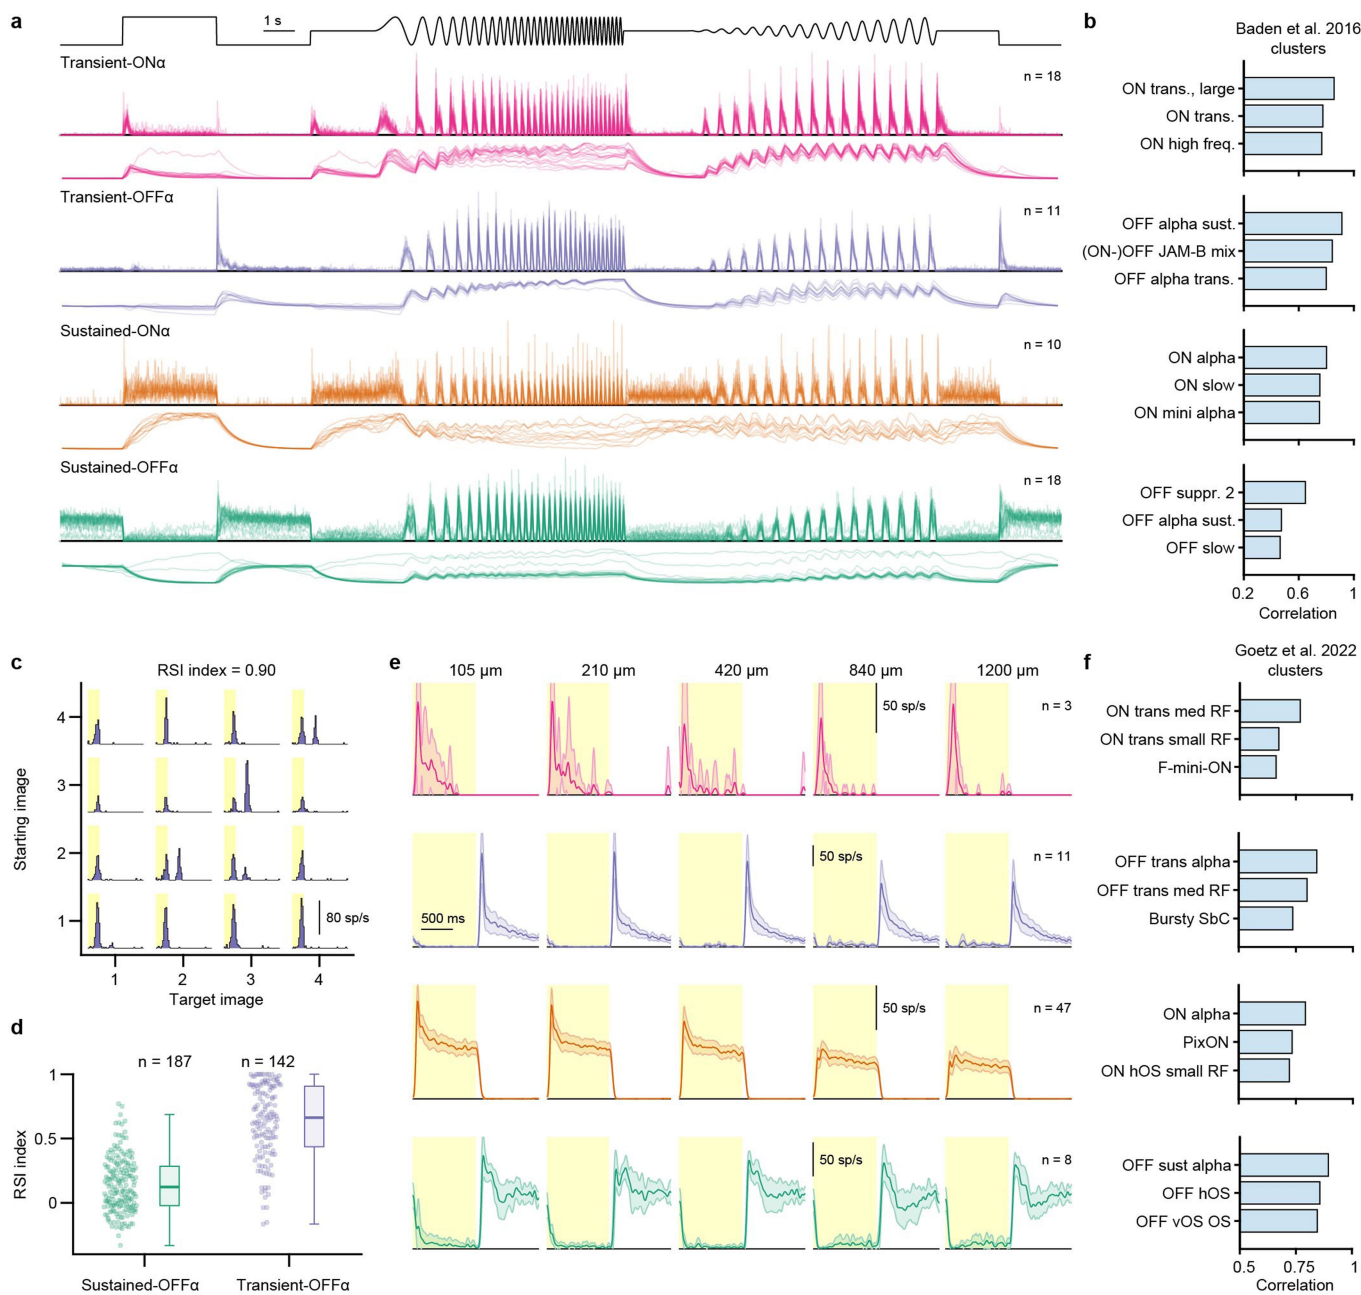 a
1 s
Transient-ONα
n = 18
Transient-OFFα
n = 11
Sustained-ONα
n = 10
Sustained-OFFα
n = 18
b
Baden et al. 2016
clusters
ON trans., large
ON trans.
ON high freq.
OFF alpha sust.
(ON-)OFF JAM-B mix
OFF alpha trans.
ON alpha
ON slow
ON mini alpha
OFF suppr. 2
OFF alpha sust.
OFF slow
0.2 0.6 1
Correlation
c
RSI index = 0.90
Starting image
4
3
2
1
80 sp/s
1 2 3 4
Target image
d
n = 187 n = 142
RSI index
1
0.5
0
Sustained-OFFα Transient-OFFα
e
105 µm 210 µm 420 µm 840 µm 1200 µm
50 sp/s
n = 3
50 sp/s
n = 11
500 ms
50 sp/s
n = 47
50 sp/s
n = 8
f
Goetz et al. 2022
clusters
ON trans med RF
ON trans small RF
F-mini-ON
OFF trans alpha
OFF trans med RF
Bursty SbC
ON alpha
PixON
ON hOS small RF
OFF sust alpha
OFF hOS
OFF vOS OS
0.5 0.75 1
Correlation